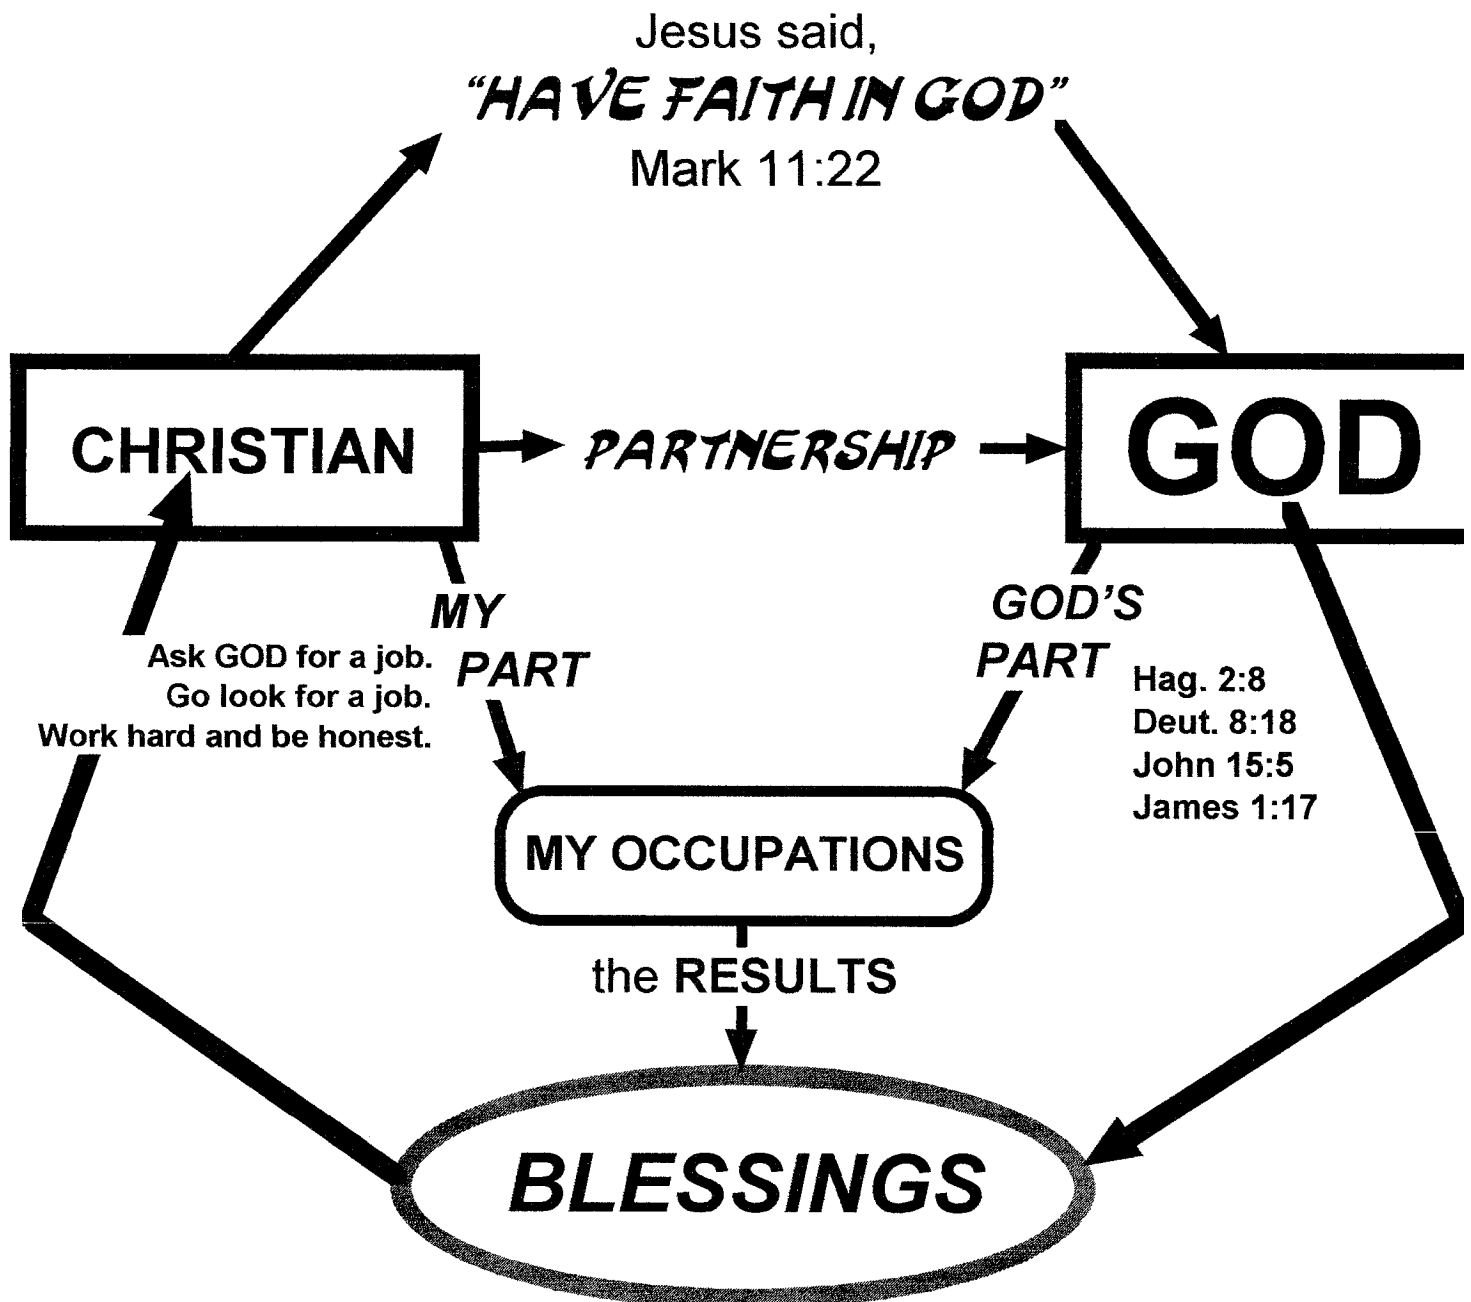 Jesus said,
“HAVE FAITH IN GOD”
Mark 11:22
CHRISTIAN
PARTNERSHIP
GOD
MY
PART
Ask GOD for a job.
Go look for a job.
Work hard and be honest.
GOD’S
PART
Hag. 2:8
Deut. 8:18
John 15:5
James 1:17
MY OCCUPATIONS
the RESULTS
BLESSINGS